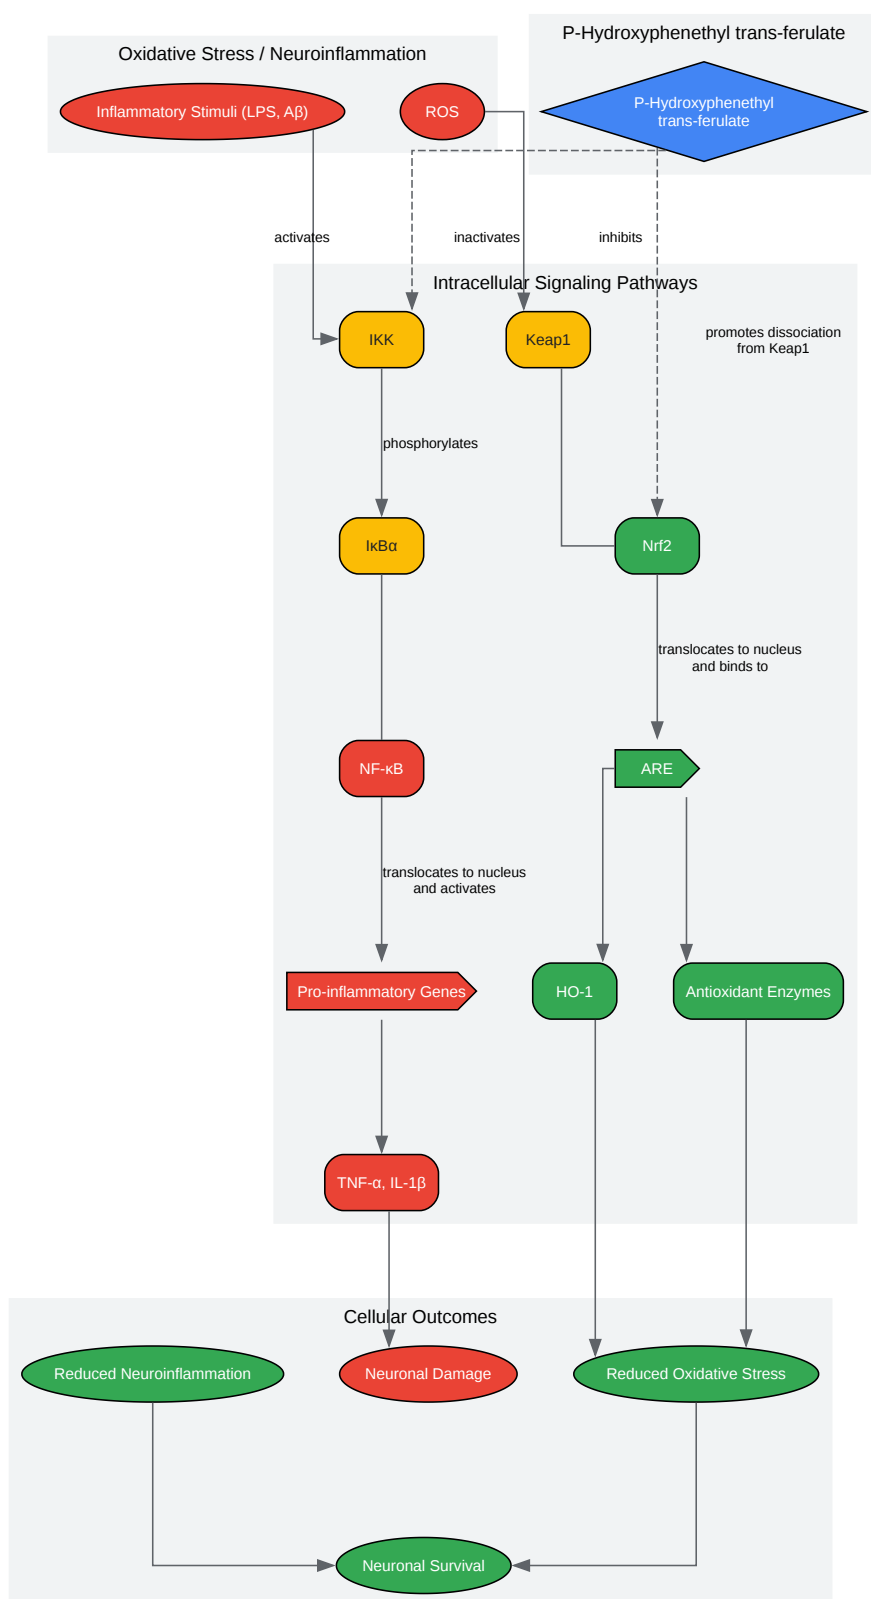 P-Hydroxyphenethyl trans-ferulate
Oxidative Stress / Neuroinflammation
Inflammatory Stimuli (LPS, Aβ)
ROS
P-Hydroxyphenethyl
trans-ferulate
activates
inactivates
inhibits
Intracellular Signaling Pathways
IKK
Keap1
promotes dissociation
from Keap1
phosphorylates
IκBα
Nrf2
translocates to nucleus
and binds to
NF-κB
ARE
translocates to nucleus
and activates
Pro-inflammatory Genes
HO-1
Antioxidant Enzymes
TNF-α, IL-1β
Cellular Outcomes
Reduced Neuroinflammation
Neuronal Damage
Reduced Oxidative Stress
Neuronal Survival